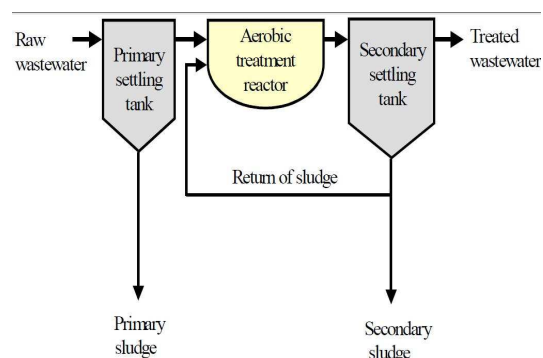 Raw
wastewater
Primary
settling
tank
Aerobic
treatment
reactor
Secondary
settling
tank
Treated
wastewater
Return of sludge
Primary
sludge
Secondary
sludge